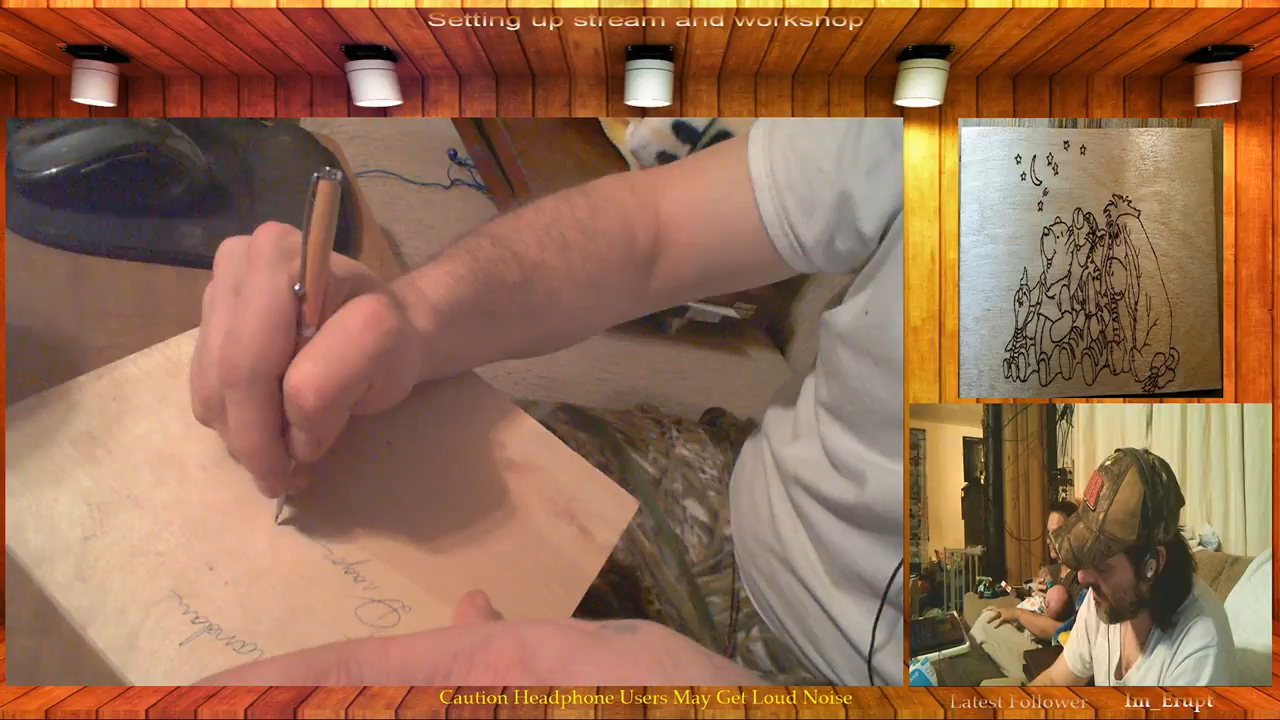 Setting up stream and workshop
Caution Headphone Users May Get Loud Noise
Latest Follower Im_Erupt